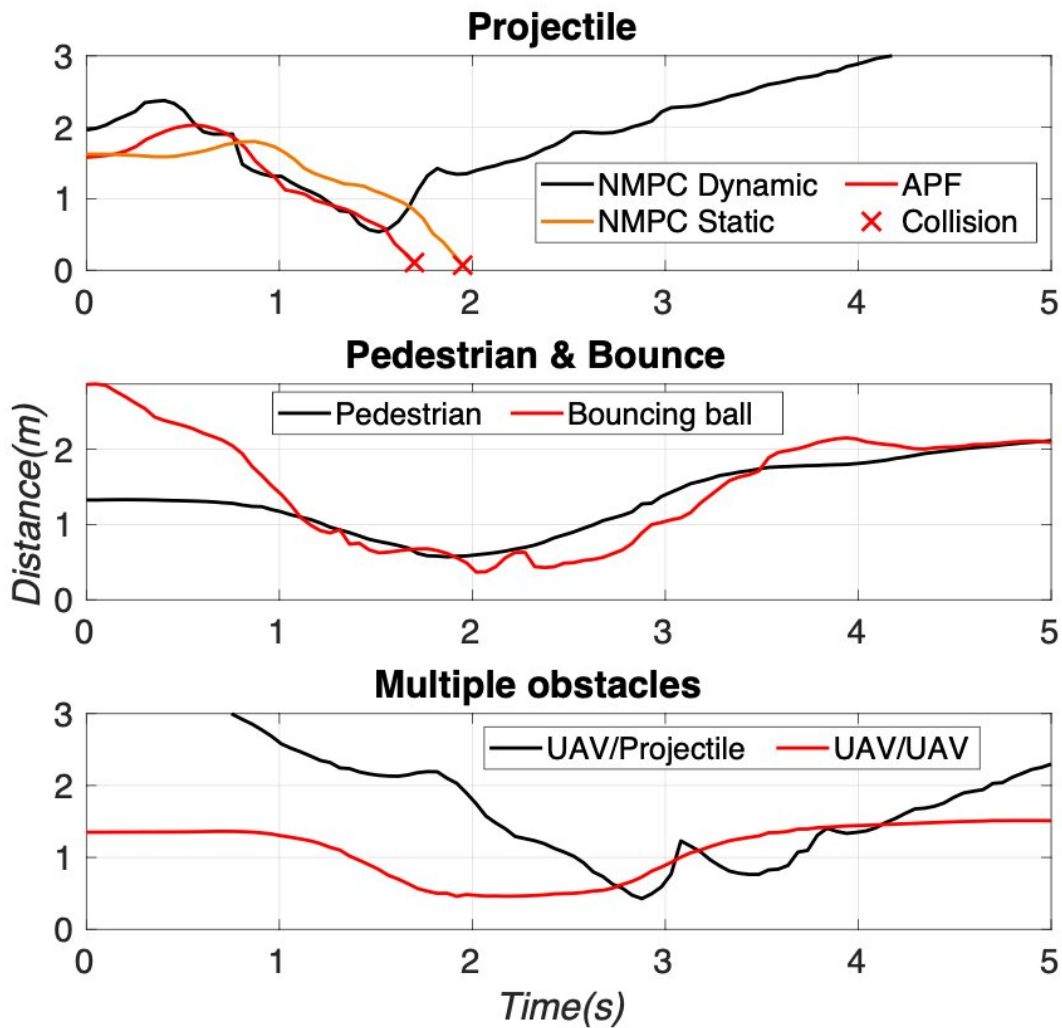 Projectile
3
2
1
0
NMPC Dynamic
APF
NMPC Static
Collision
0 1 2 3 4 5
Pedestrian & Bounce
Distance(m)
2
1
0
Pedestrian
Bouncing ball
0 1 2 3 4 5
Multiple obstacles
3
2
1
0
UAV/Projectile
UAV/UAV
0 1 2 3 4 5
Time(s)